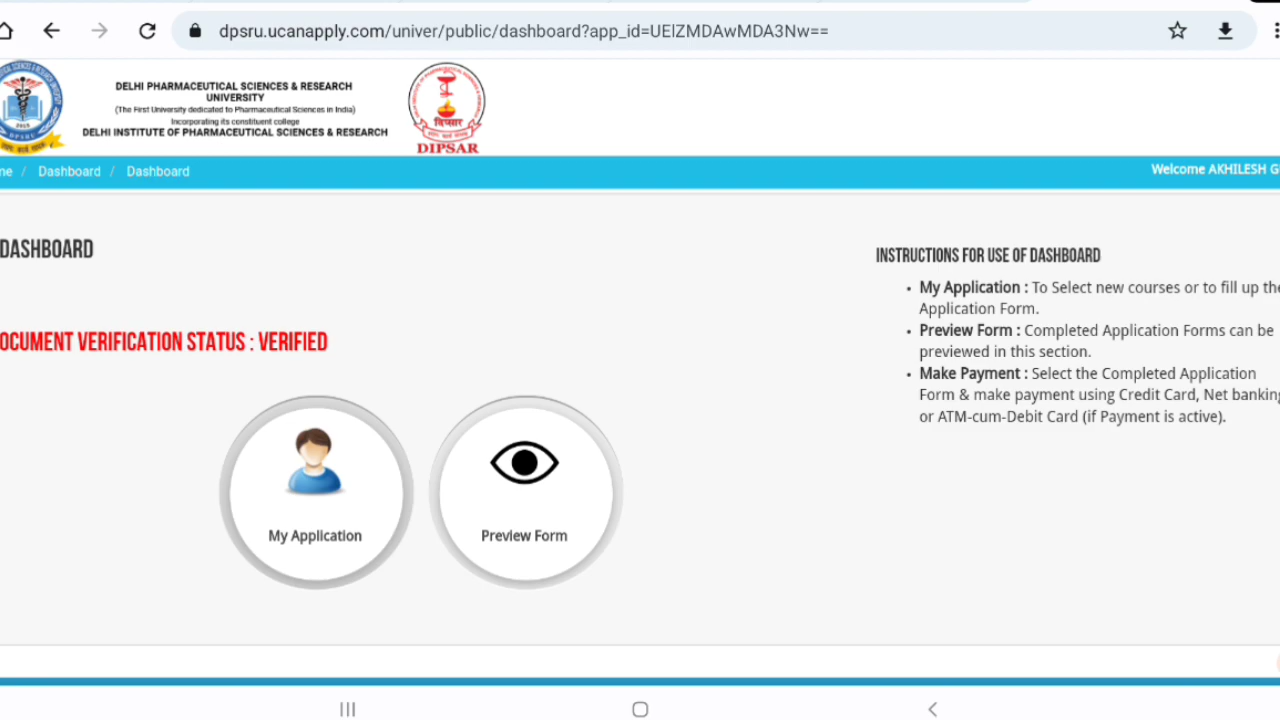 dpsru.ucanapply.com/univer/public/dashboard?app_id=UElZMDAwMDA3Nw==
DELHI PHARMACEUTICAL SCIENCES & RESEARCH
UNIVERSITY
(The First University dedicated to Pharmaceutical Sciences in India)
Incorporating its constituent college
DELHI INSTITUTE OF PHARMACEUTICAL SCIENCES & RESEARCH
दिप्सार
DIPSAR
me / Dashboard / Dashboard
Welcome AKHILESH G
DASHBOARD
OCUMENT VERIFICATION STATUS : VERIFIED
My Application
Preview Form
INSTRUCTIONS FOR USE OF DASHBOARD
• My Application : To Select new courses or to fill up the
Application Form.
• Preview Form : Completed Application Forms can be
previewed in this section.
• Make Payment : Select the Completed Application
Form & make payment using Credit Card, Net banking
or ATM-cum-Debit Card (if Payment is active).